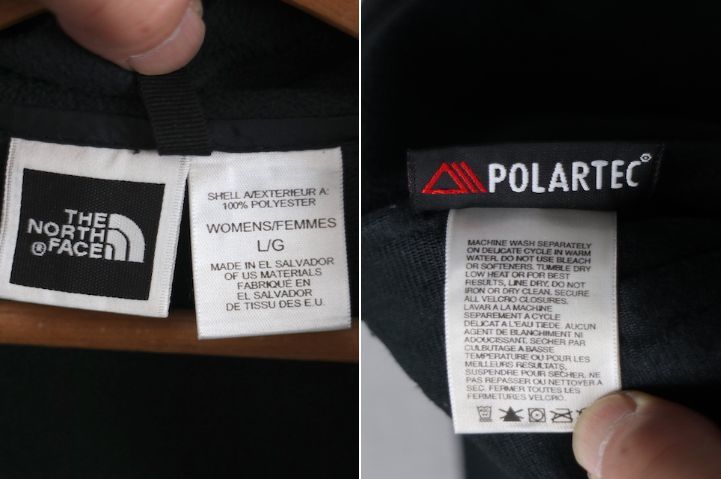 THE
NORTH
FACE
®
SHELL A/EXTERIEUR A:
100% POLYESTER
WOMENS/FEMMES
L/G
MADE IN EL SALVADOR
OF US MATERIALS
FABRIQUE EN
EL SALVADOR
DE TISSU DES E.U.
POLARTEC®
MACHINE WASH SEPARATELY
ON DELICATE CYCLE IN WARM
WATER. DO NOT USE BLEACH
OR SOFTENERS. TUMBLE DRY
LOW HEAT OR FOR BEST
RESULTS, LINE DRY. DO NOT
IRON OR DRY CLEAN. SECURE
ALL VELCRO CLOSURES.
LAVAR A LA MACHINE
SEPAREMENT A CYCLE
DELICAT A L'EAU TIEDE. AUCUN
AGENT DE BLANCHIMENT NI
ADOUCISSANT. SECHER PAR
CULBUTAGE A BASSE
TEMPERATURE OU POUR LES
MEILLEURS RESULTATS,
SUSPENDRE POUR SECHER. NE
PAS REPASSER OU NETTOYER A
SEC. FERMER TOUTES LES
FERMETURES VELCRO.